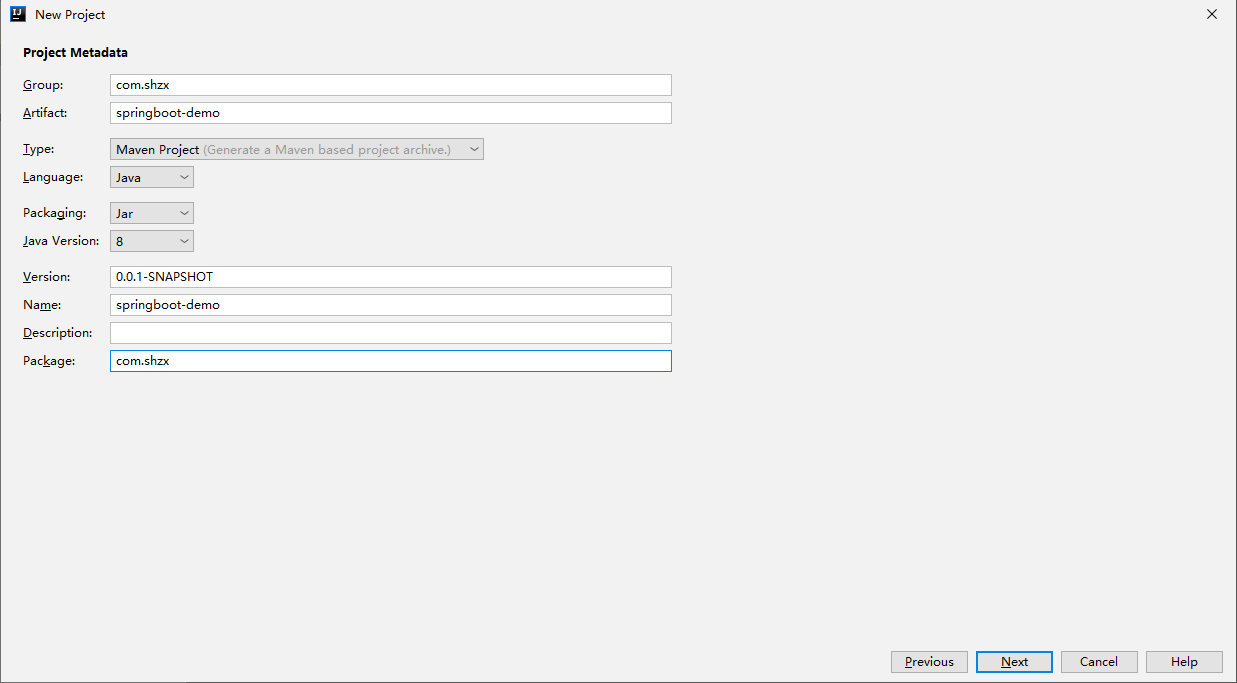 IJ New Project
Project Metadata
Group: com.shzx
Artifact: springboot-demo
Type: Maven Project (Generate a Maven based project archive.)
Language: Java
Packaging: Jar
Java Version: 8
Version: 0.0.1-SNAPSHOT
Name: springboot-demo
Description:
Package: com.shzx
Previous Next Cancel Help